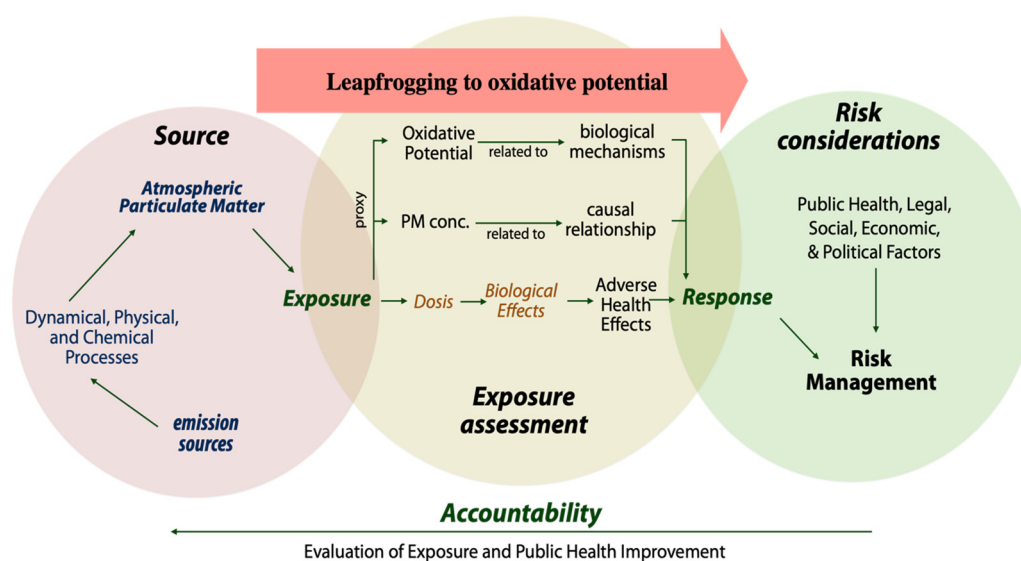 Leapfrogging to oxidative potential
Source
Atmospheric
Particulate Matter
Dynamical, Physical,
and Chemical
Processes
emission
sources
Exposure
proxy
Oxidative
Potential
related to
biological
mechanisms
PM conc.
related to
causal
relationship
Dosis
Biological
Effects
Adverse
Health
Effects
Response
Exposure
assessment
Risk
considerations
Public Health, Legal,
Social, Economic,
& Political Factors
Risk
Management
Accountability
Evaluation of Exposure and Public Health Improvement